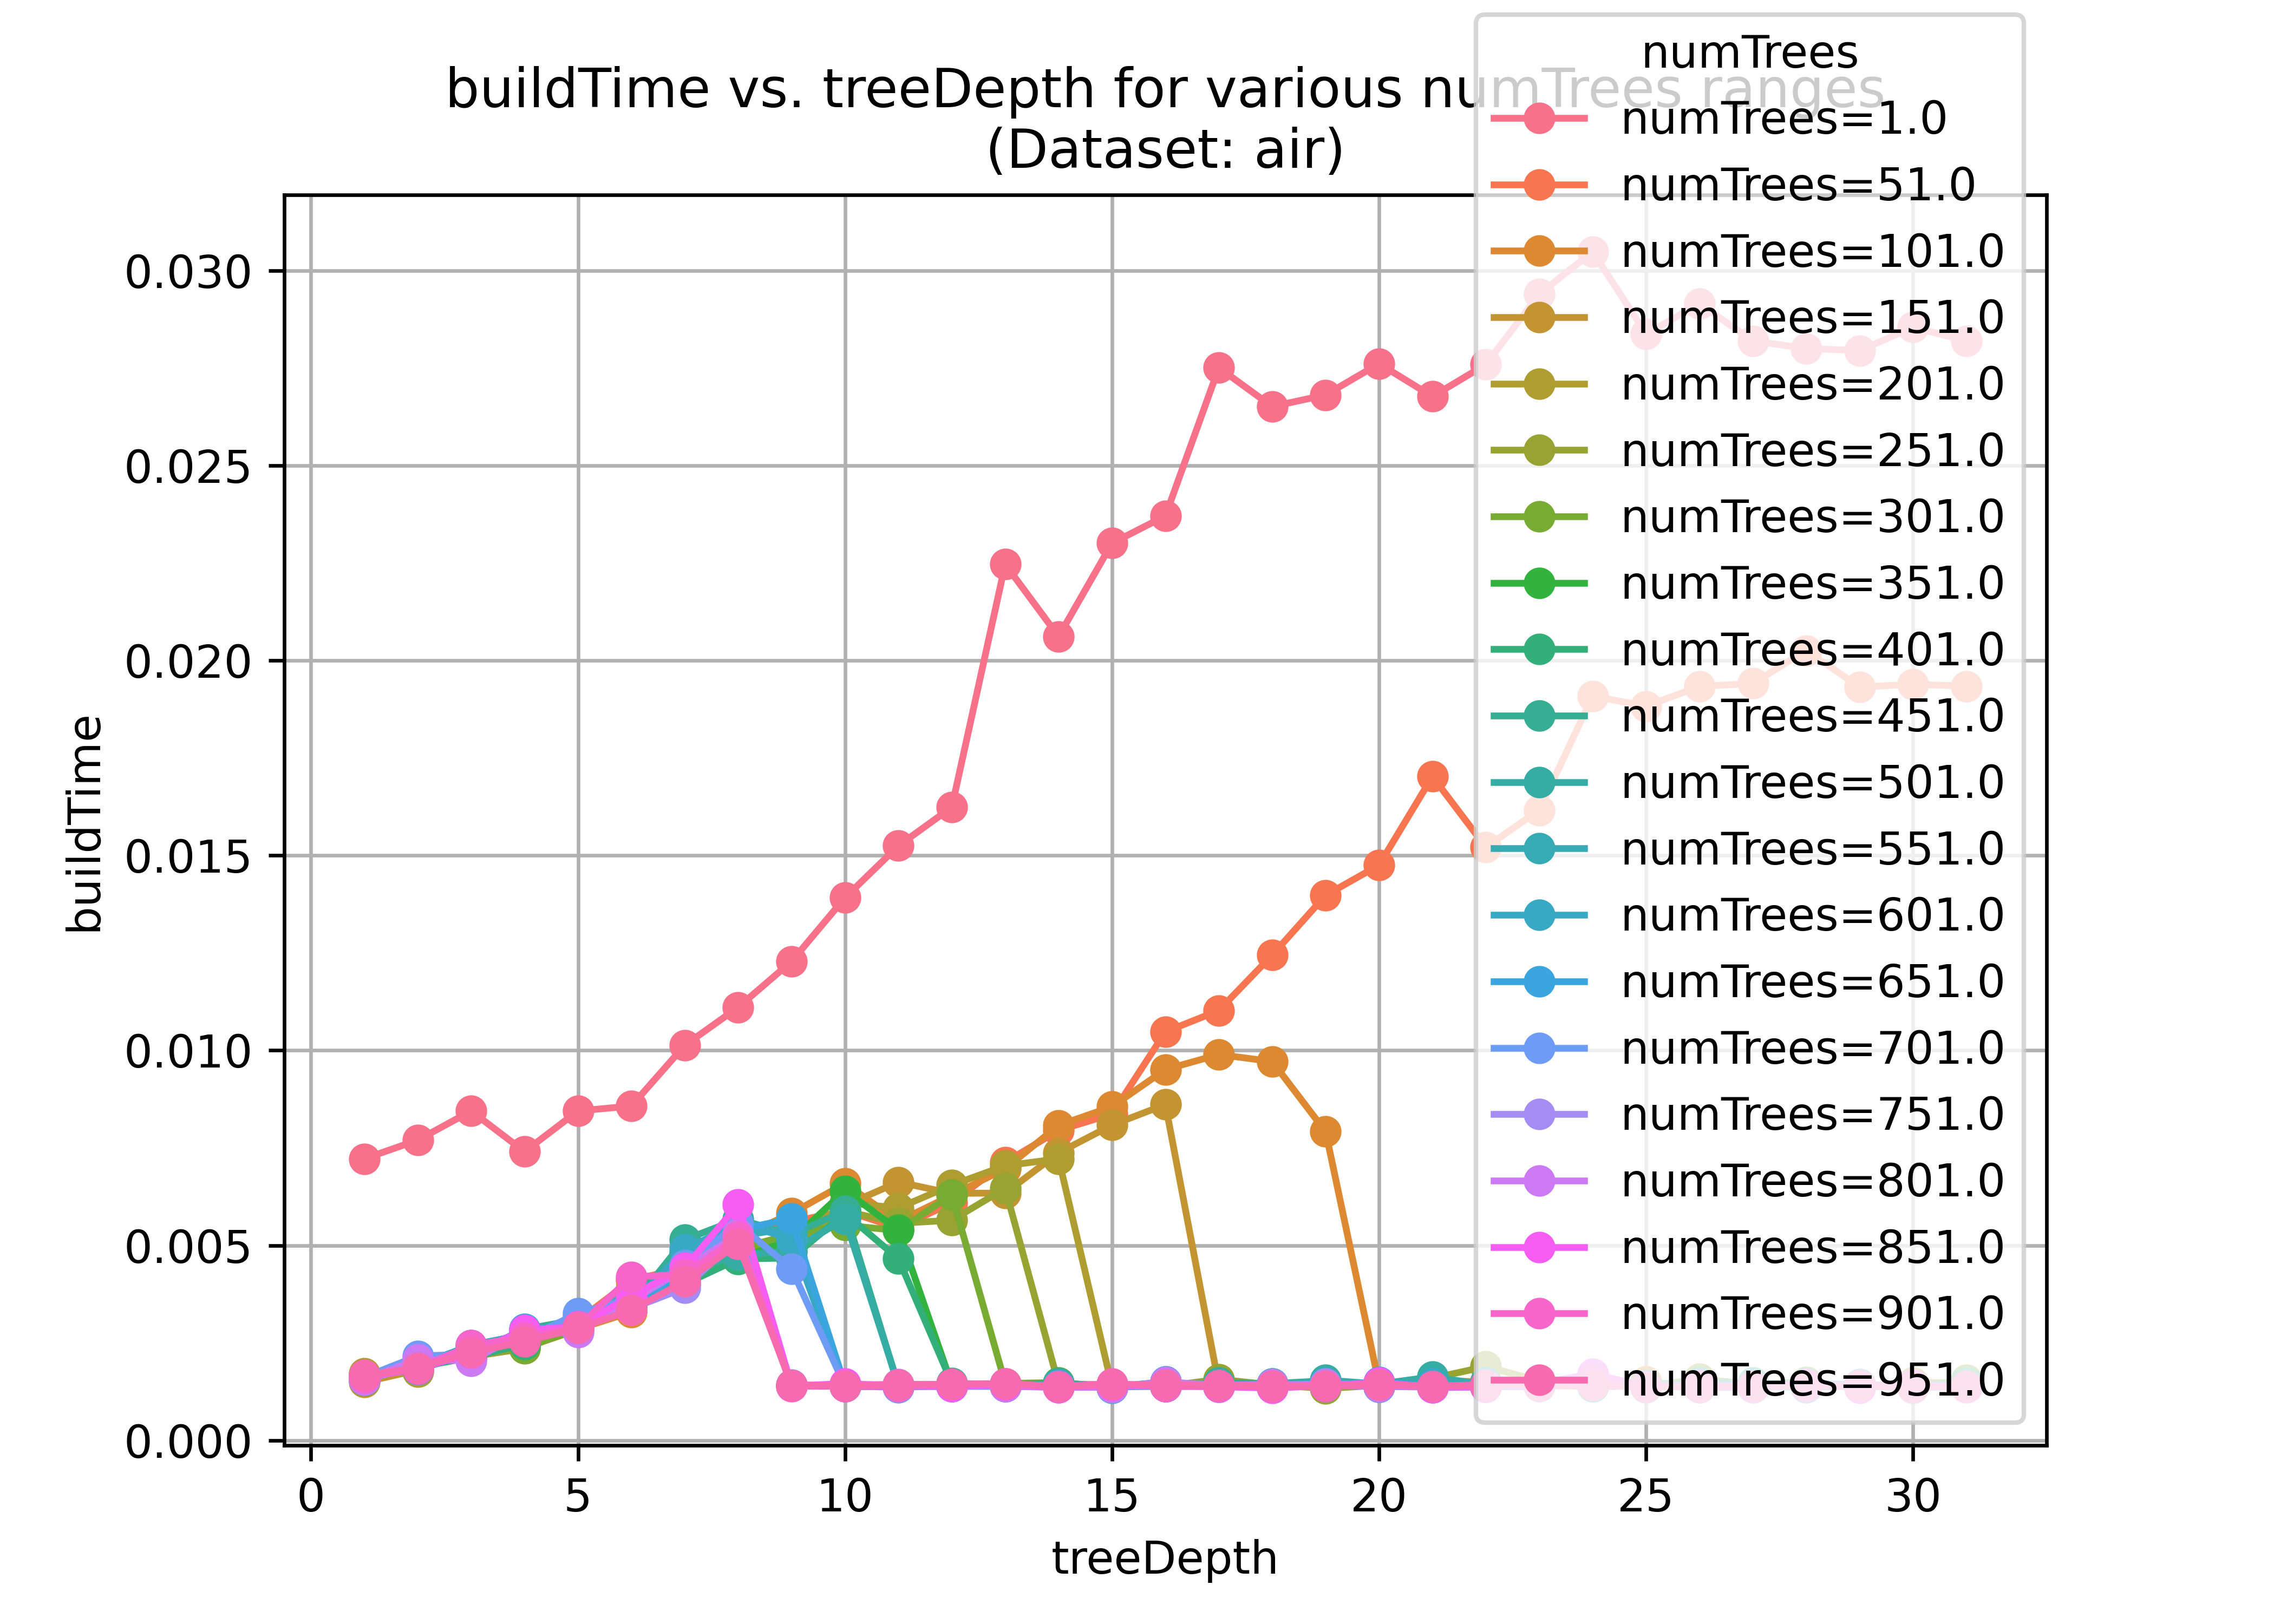 buildTime vs. treeDepth for various numTrees ranges
(Dataset: air)
numTrees
numTrees=1.0
numTrees=51.0
numTrees=101.0
numTrees=151.0
numTrees=201.0
numTrees=251.0
numTrees=301.0
numTrees=351.0
numTrees=401.0
numTrees=451.0
numTrees=501.0
numTrees=551.0
numTrees=601.0
numTrees=651.0
numTrees=701.0
numTrees=751.0
numTrees=801.0
numTrees=851.0
numTrees=901.0
numTrees=951.0
buildTime
0.030
0.025
0.020
0.015
0.010
0.005
0.000
0 5 10 15 20 25 30
treeDepth